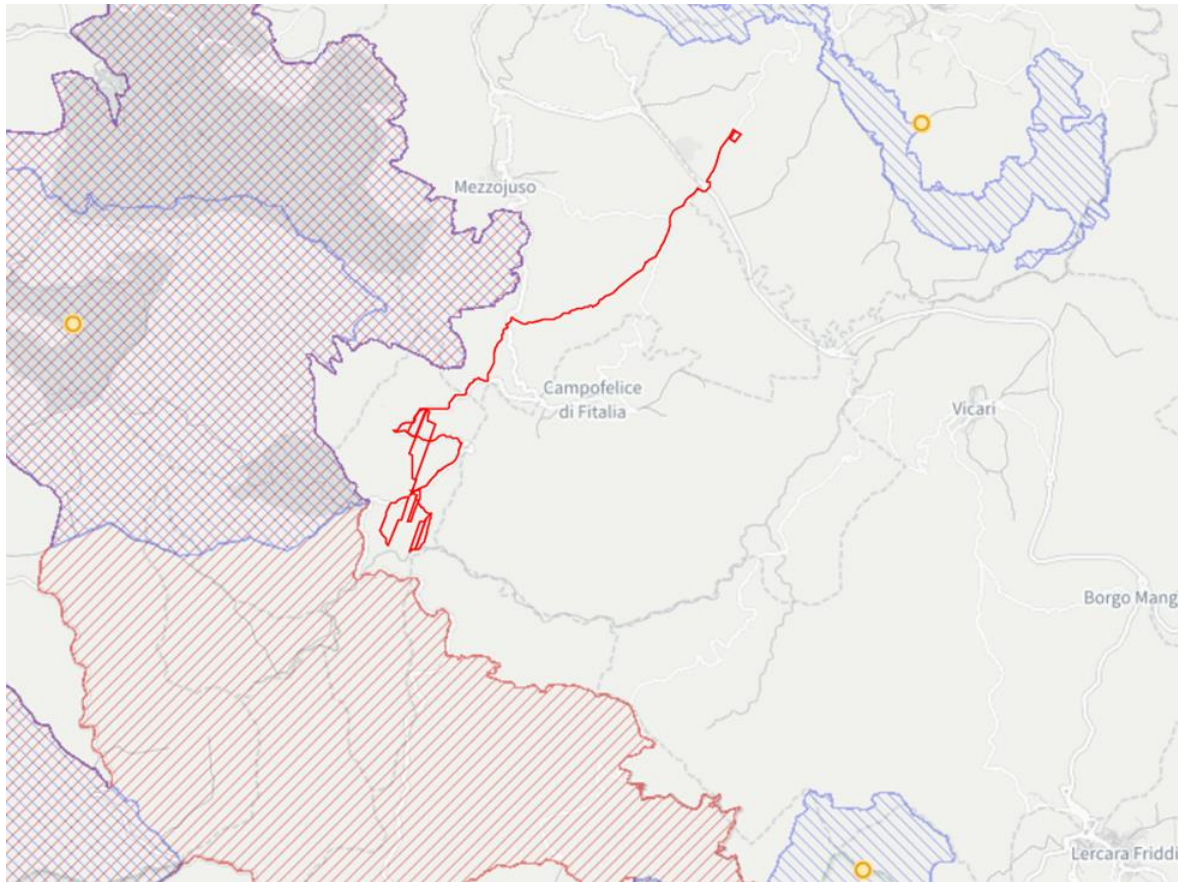 Mezzojuso
Campofelice
di Fitalia
Vicari
Borgo Mang
Lercara Friddi